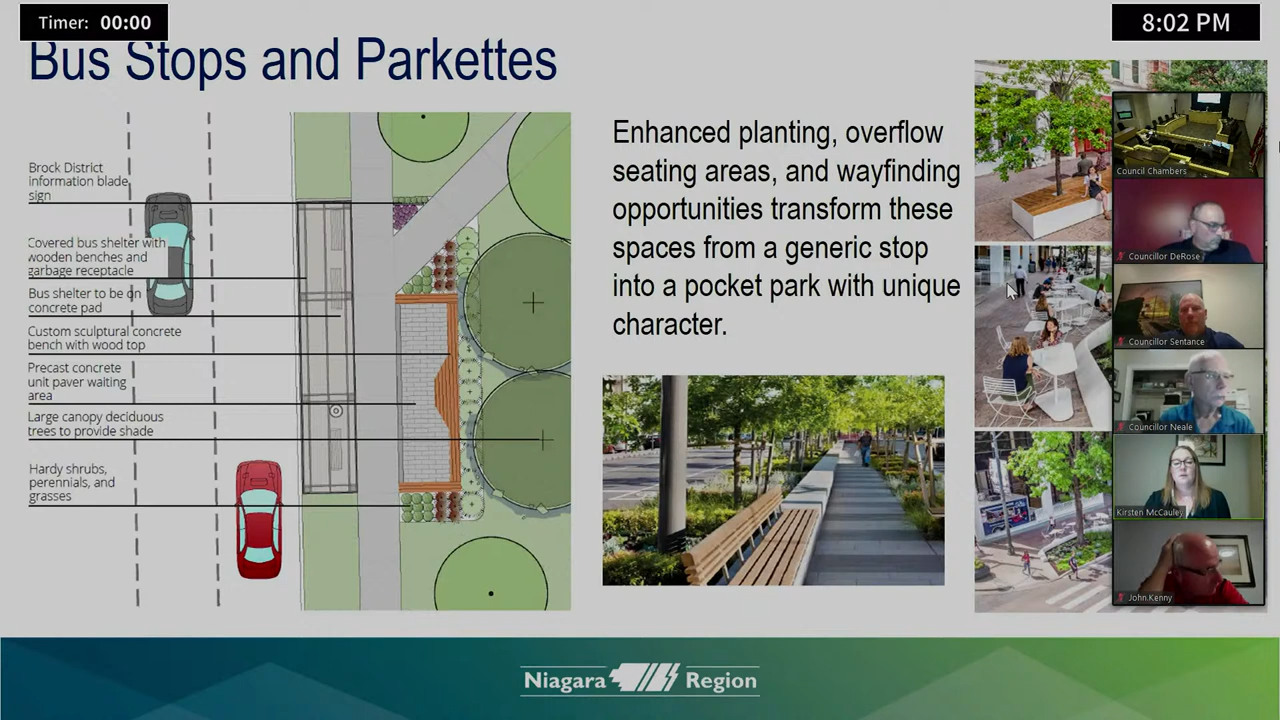 Timer: 00:00
8:02 PM
Bus Stops and Parkettes
Brock District
information blade
sign
Covered bus shelter with
wooden benches and
garbage receptacle
Bus shelter to be on
concrete pad
Custom sculptural concrete
bench with wood top
Precast concrete
unit paver waiting
area
Large canopy deciduous
trees to provide shade
Hardy shrubs,
perennials, and
grasses
Enhanced planting, overflow
seating areas, and wayfinding
opportunities transform these
spaces from a generic stop
into a pocket park with unique
character.
Council Chambers
Councillor DeRose
Councillor Sentance
Councillor Neale
Kirsten McCauley
John.Kenny
Niagara Region